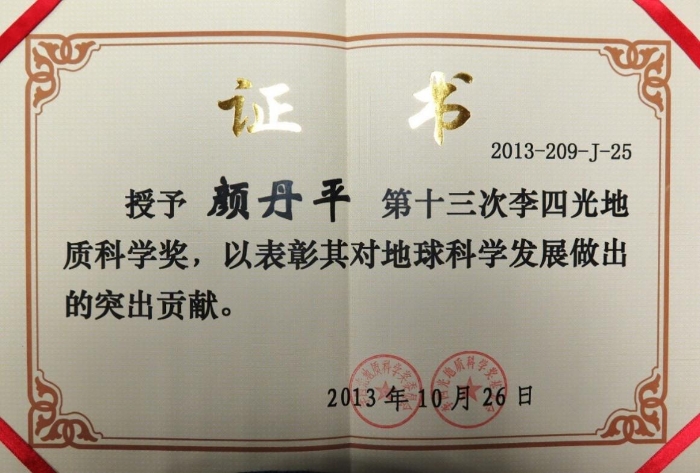 证书
2013-209-J-25
授予 颜丹平 第十三次李四光地
质科学奖，以表彰其对地球科学发展做出
的突出贡献。
2013年10月26日